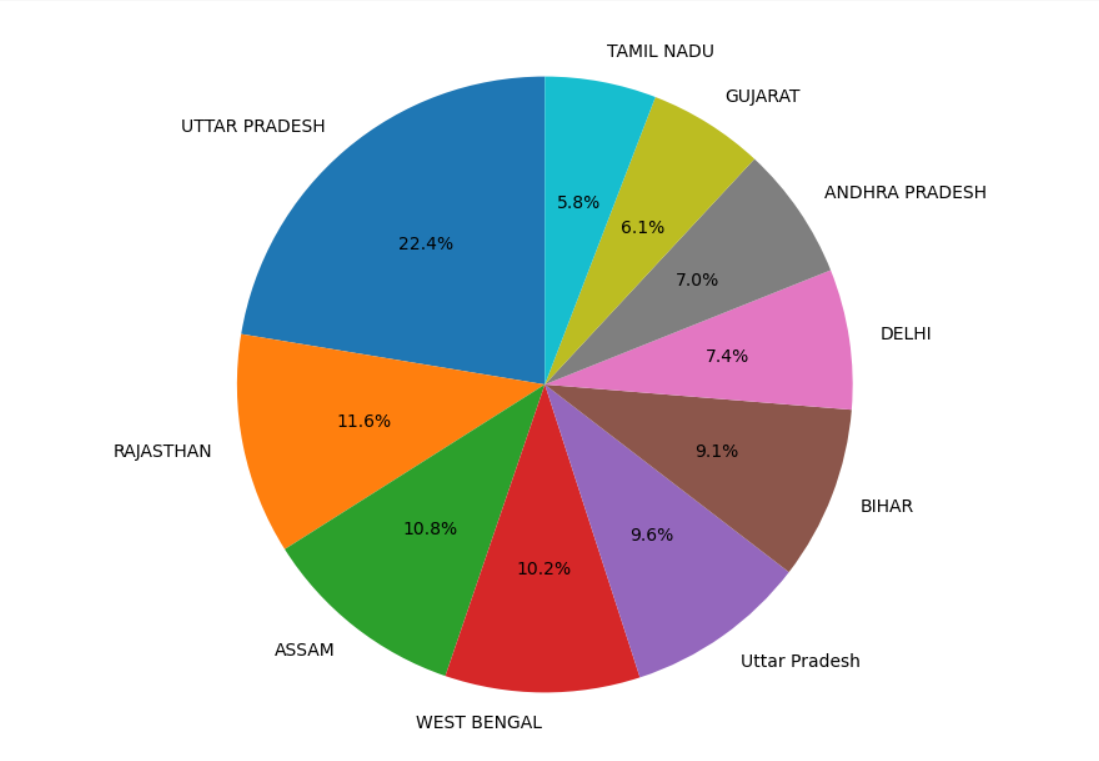 TAMIL NADU
GUJARAT
UTTAR PRADESH
ANDHRA PRADESH
5.8%
6.1%
22.4%
7.0%
DELHI
7.4%
11.6%
RAJASTHAN
9.1%
BIHAR
10.8%
9.6%
10.2%
ASSAM
Uttar Pradesh
WEST BENGAL